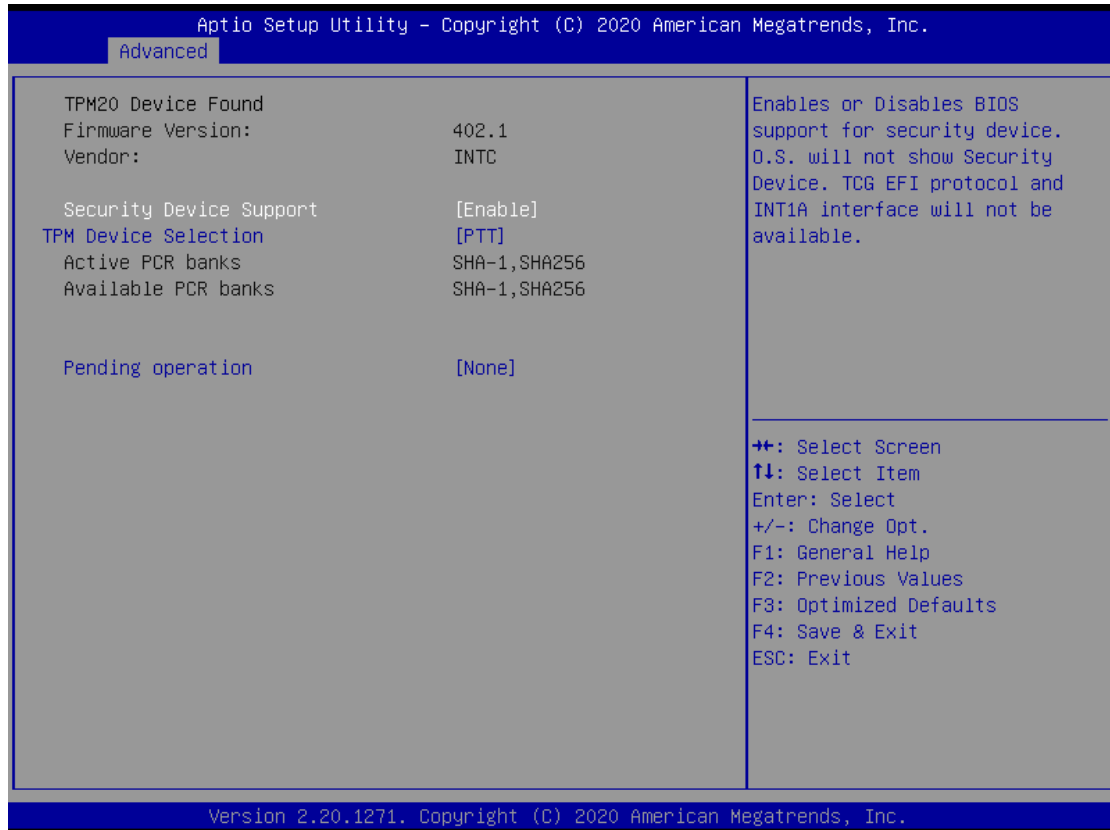 Aptio Setup Utility – Copyright (C) 2020 American Megatrends, Inc.
Advanced
TPM20 Device Found
Firmware Version: 402.1
Vendor: INTC
Security Device Support [Enable]
TPM Device Selection [PTT]
Active PCR banks SHA-1,SHA256
Available PCR banks SHA-1,SHA256
Pending operation [None]
Enables or Disables BIOS
support for security device.
O.S. will not show Security
Device. TCG EFI protocol and
INT1A interface will not be
available.
→←: Select Screen
↑↓: Select Item
Enter: Select
+/-: Change Opt.
F1: General Help
F2: Previous Values
F3: Optimized Defaults
F4: Save & Exit
ESC: Exit
Version 2.20.1271. Copyright (C) 2020 American Megatrends, Inc.